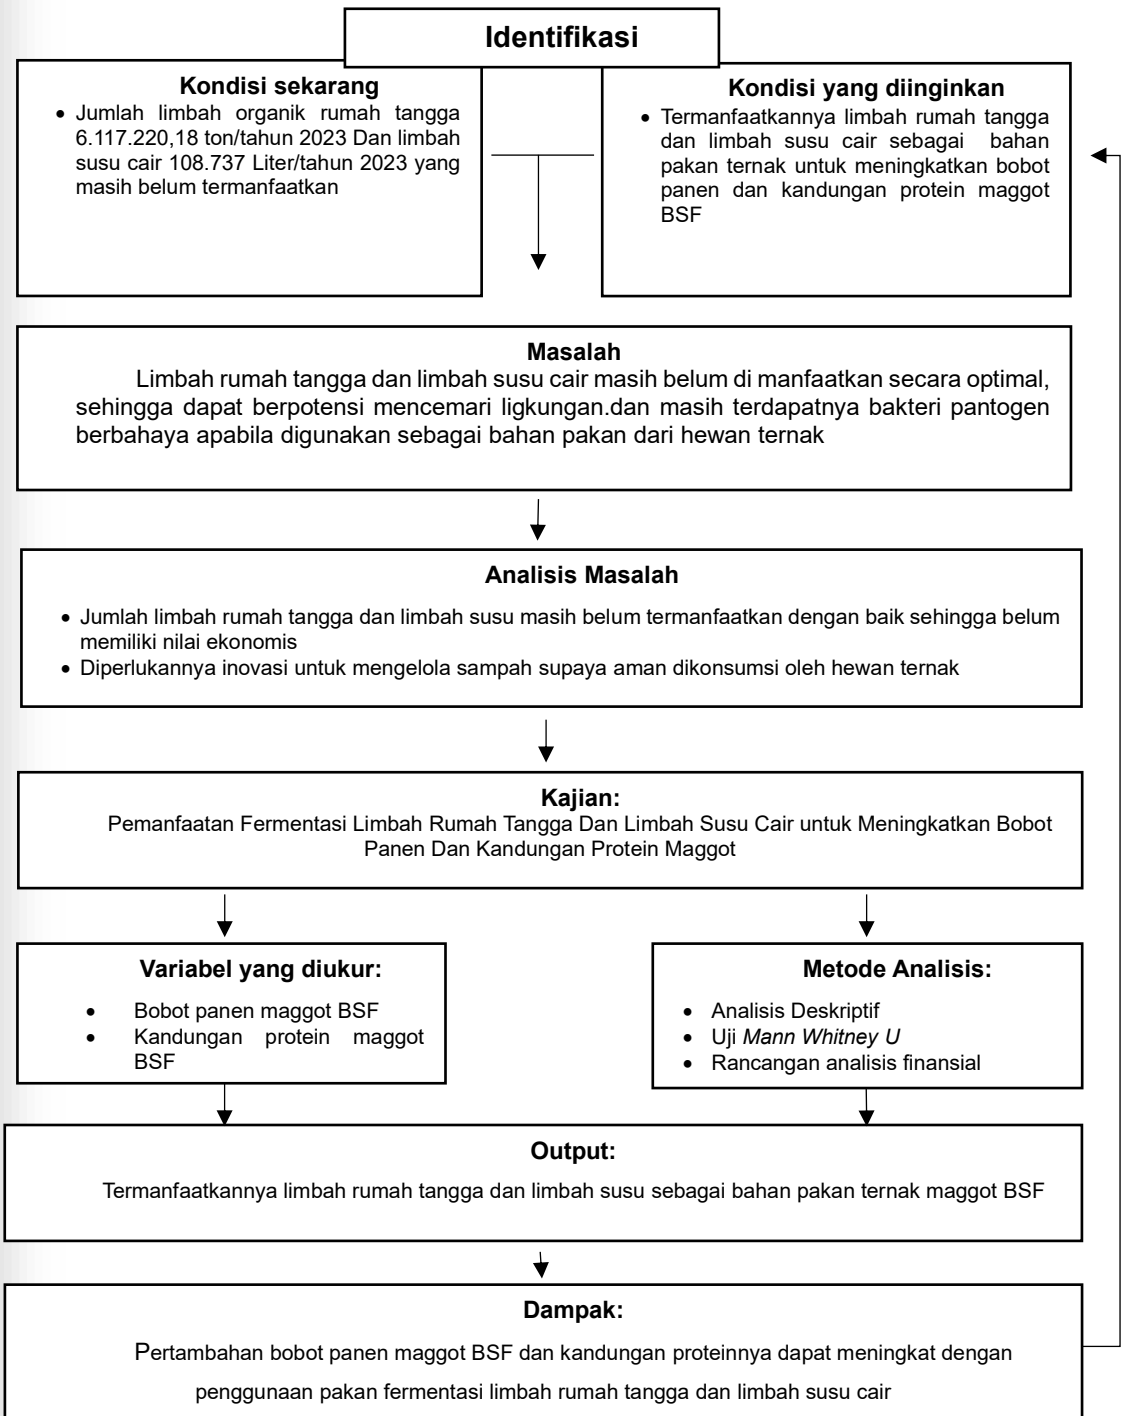 Identifikasi
Kondisi sekarang
• Jumlah limbah organik rumah tangga
6.117.220,18 ton/tahun 2023 Dan limbah
susu cair 108.737 Liter/tahun 2023 yang
masih belum termanfaatkan
Kondisi yang diinginkan
• Termanfaatkannya limbah rumah tangga
dan limbah susu cair sebagai bahan
pakan ternak untuk meningkatkan bobot
panen dan kandungan protein maggot
BSF
Masalah
Limbah rumah tangga dan limbah susu cair masih belum di manfaatkan secara optimal,
sehingga dapat berpotensi mencemari ligkungan.dan masih terdapatnya bakteri pantogen
berbahaya apabila digunakan sebagai bahan pakan dari hewan ternak
Analisis Masalah
• Jumlah limbah rumah tangga dan limbah susu masih belum termanfaatkan dengan baik sehingga belum
memiliki nilai ekonomis
• Diperlukannya inovasi untuk mengelola sampah supaya aman dikonsumsi oleh hewan ternak
Kajian:
Pemanfaatan Fermentasi Limbah Rumah Tangga Dan Limbah Susu Cair untuk Meningkatkan Bobot
Panen Dan Kandungan Protein Maggot
Variabel yang diukur:
• Bobot panen maggot BSF
• Kandungan protein maggot
BSF
Metode Analisis:
• Analisis Deskriptif
• Uji Mann Whitney U
• Rancangan analisis finansial
Output:
Termanfaatkannya limbah rumah tangga dan limbah susu sebagai bahan pakan ternak maggot BSF
Dampak:
Pertambahan bobot panen maggot BSF dan kandungan proteinnya dapat meningkat dengan
penggunaan pakan fermentasi limbah rumah tangga dan limbah susu cair